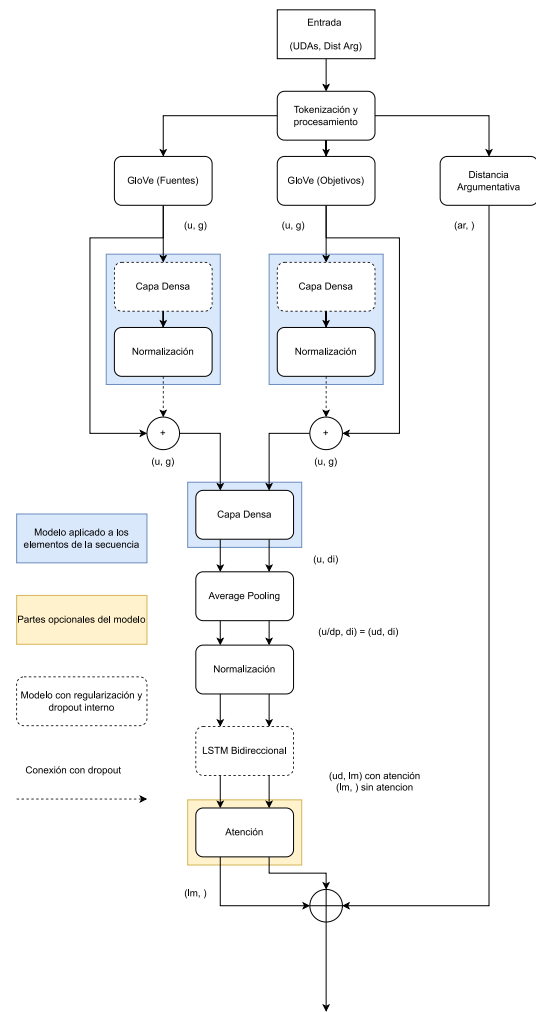 Entrada
(UDAs, Dist Arg)
Tokenización y
procesamiento
GloVe (Fuentes)
GloVe (Objetivos)
Distancia
Argumentativa
(u, g)
(u, g)
(ar, )
Capa Densa
Capa Densa
Normalización
Normalización
+
+
(u, g)
(u, g)
Capa Densa
Modelo aplicado a los
elementos de la secuencia
(u, di)
Average Pooling
Partes opcionales del modelo
(u/dp, di) = (ud, di)
Normalización
Modelo con regularización y
dropout interno
LSTM Bidireccional
Conexión con dropout
(ud, lm) con atención
(lm, ) sin atencion
Atención
(lm, )